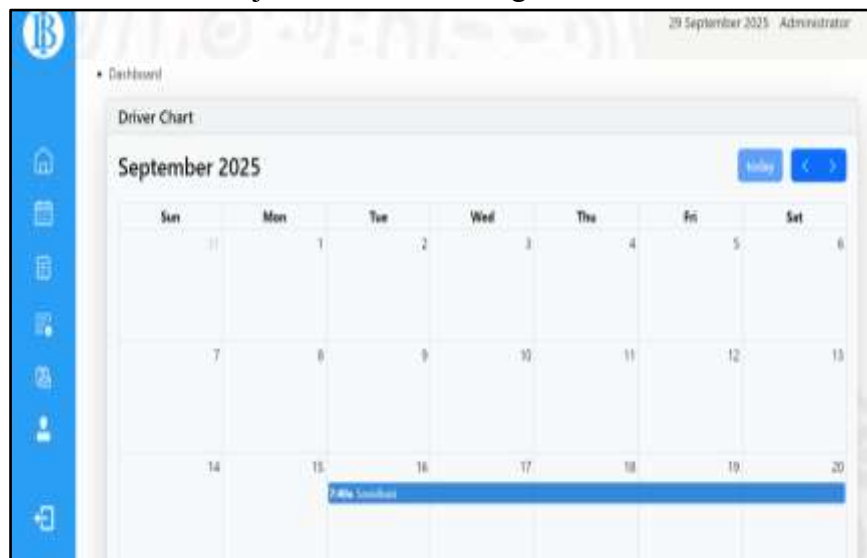 29 September 2025 Administrator
Dashboard
Driver Chart
September 2025
today
Sun Mon Tue Wed Thu Fri Sat
31 1 2 3 4 5 6
7 8 9 10 11 12 13
14 15 16 17 18 19 20